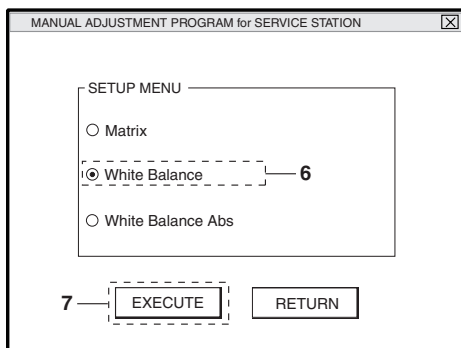 MANUAL ADJUSTMENT PROGRAM for SERVICE STATION
SETUP MENU
Matrix
White Balance
6
White Balance Abs
7
EXECUTE
RETURN